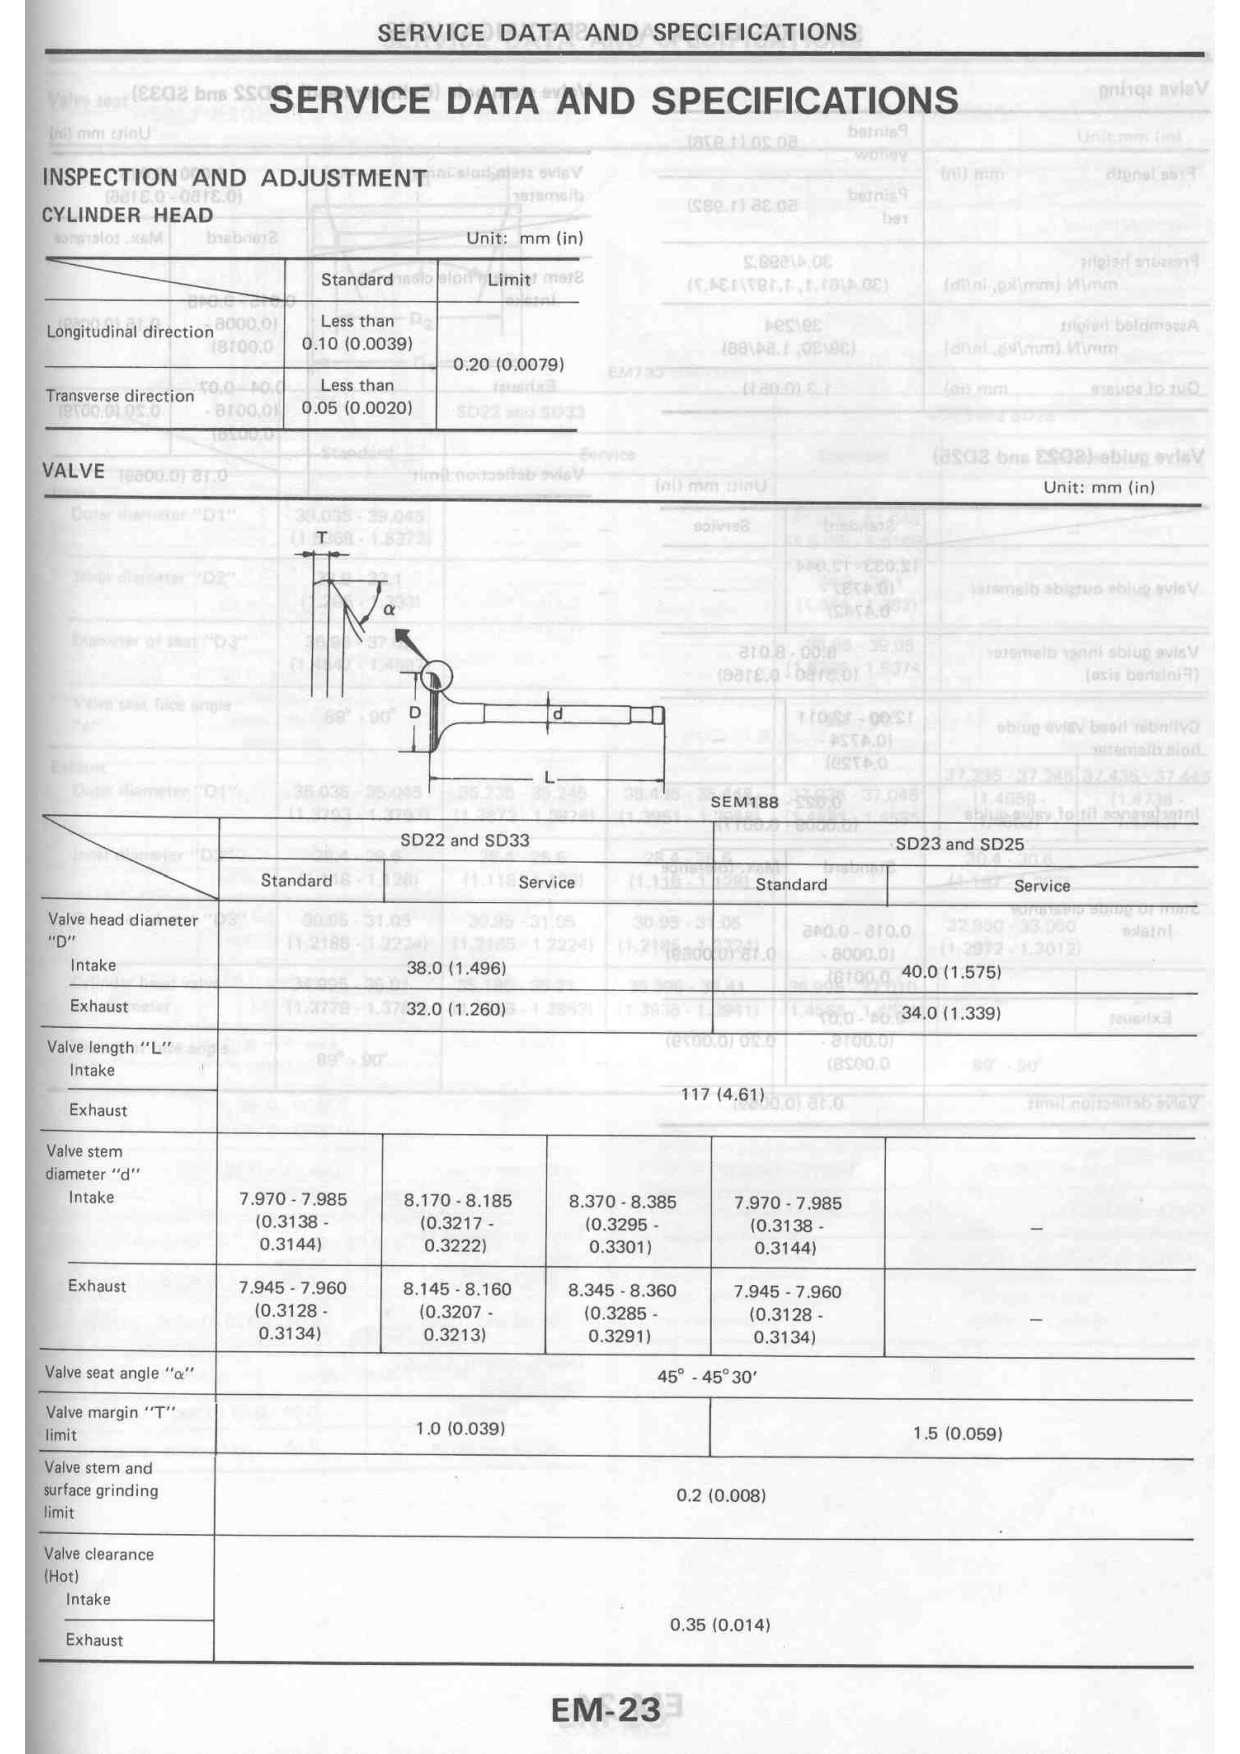 SERVICE DATA AND SPECIFICATIONS
SERVICE DATA AND SPECIFICATIONS
INSPECTION AND ADJUSTMENT
CYLINDER HEAD
Unit: mm (in)
Standard Limit
Longitudinal direction Less than 0.10 (0.0039)
0.20 (0.0079)
Transverse direction Less than 0.05 (0.0020)
VALVE
Unit: mm (in)
T
α
D
d
L
SEM188
SD22 and SD33 SD23 and SD25
Standard Service Standard Service
Valve head diameter
"D"
Intake 38.0 (1.496) 40.0 (1.575)
Exhaust 32.0 (1.260) 34.0 (1.339)
Valve length "L"
Intake
117 (4.61)
Exhaust
Valve stem
diameter "d"
Intake 7.970 - 7.985 8.170 - 8.185 8.370 - 8.385 7.970 - 7.985
(0.3138 - (0.3217 - (0.3295 - (0.3138 - –
0.3144) 0.3222) 0.3301) 0.3144)
Exhaust 7.945 - 7.960 8.145 - 8.160 8.345 - 8.360 7.945 - 7.960
(0.3128 - (0.3207 - (0.3285 - (0.3128 - –
0.3134) 0.3213) 0.3291) 0.3134)
Valve seat angle "α" 45° - 45°30′
Valve margin "T"
limit 1.0 (0.039) 1.5 (0.059)
Valve stem and
surface grinding 0.2 (0.008)
limit
Valve clearance
(Hot)
Intake
0.35 (0.014)
Exhaust
EM-23